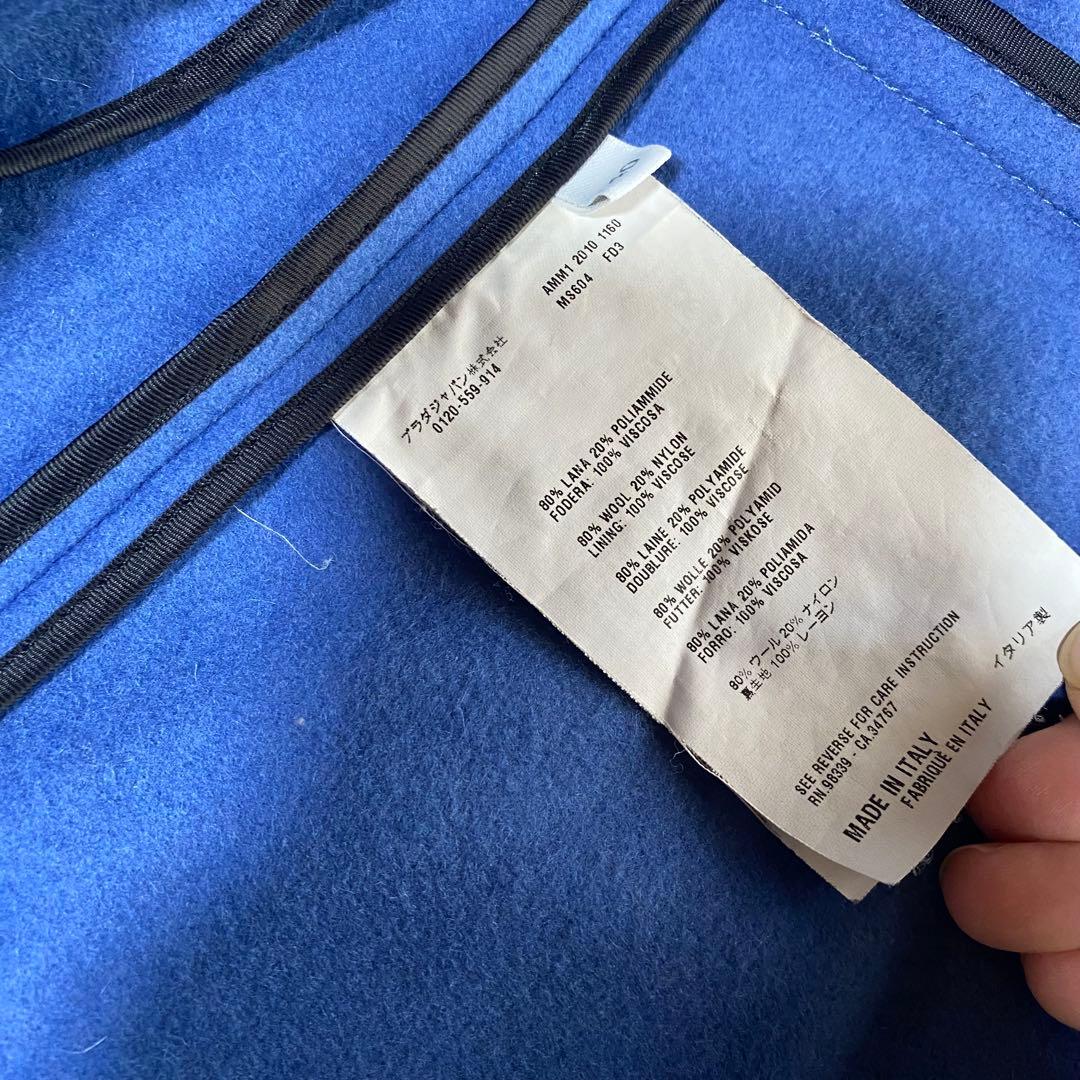 AMM1 2010 1160
MS604 FD3
プラダジャパン株式会社
0120-559-914
80% LANA 20% POLIAMMIDE
FODERA: 100% VISCOSA
80% WOOL 20% NYLON
LINING: 100% VISCOSE
80% LAINE 20% POLYAMIDE
DOUBLURE: 100% VISCOSE
80% WOLLE 20% POLYAMID
FUTTER: 100% VISKOSE
80% LANA 20% POLIAMIDA
FORRO: 100% VISCOSA
80% ウール 20% ナイロン
裏生地 100% レーヨン
SEE REVERSE FOR CARE INSTRUCTION
RN.98339 - CA.34767
MADE IN ITALY
FABRIQUÉ EN ITALY
イタリア製